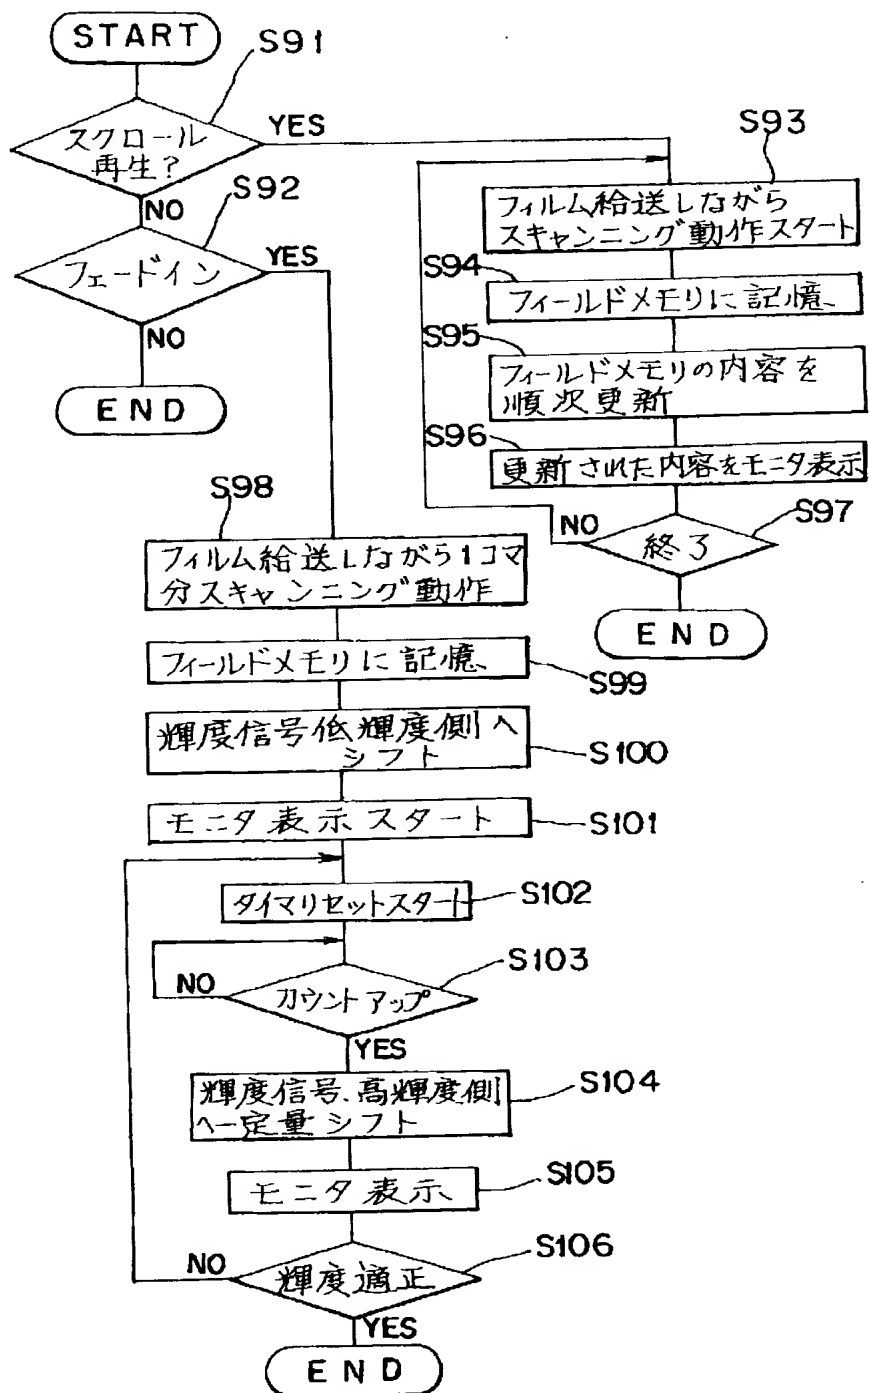 START
S91
スクロール
再生?
YES
NO
S92
フェードイン
YES
NO
END
S93
フィルム給送しながら
スキャンニング動作スタート
S94
フィールドメモリに記憶
S95
フィールドメモリの内容を
順次更新
S96
更新された内容をモニタ表示
S97
終了
NO
END
S98
フィルム給送しながら1コマ
分スキャンニング動作
フィールドメモリに記憶
S99
輝度信号低輝度側へ
シフト
S100
モニタ表示スタート
S101
タイマリセットスタート
S102
カウントアップ
S103
NO
YES
輝度信号、高輝度側
へ一定量シフト
S104
モニタ表示
S105
輝度適正
S106
NO
YES
END